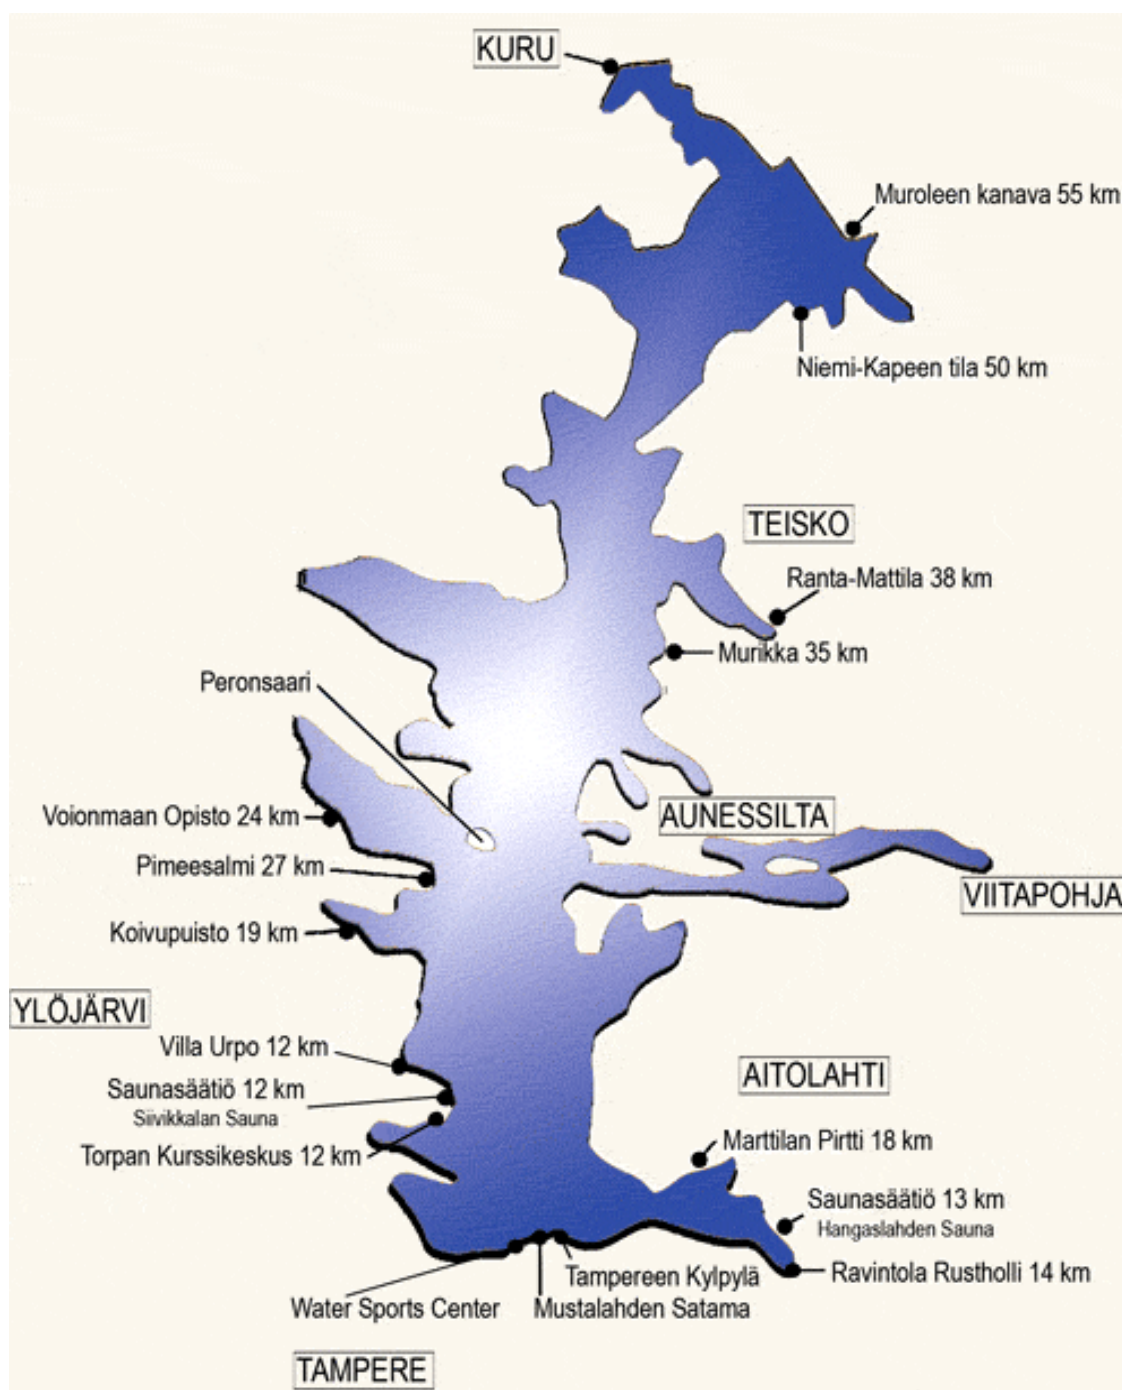 KURU
Muroleen kanava 55 km
Niemi-Kapeen tila 50 km
TEISKO
Ranta-Mattila 38 km
Murikka 35 km
Peronsaari
Voionmaan Opisto 24 km
AUNESSILTA
Pimeesalmi 27 km
VIITAPOHJA
Koivupuisto 19 km
YLÖJÄRVI
Villa Urpo 12 km
AITOLAHTI
Saunasäätiö 12 km
Siivikkalan Sauna
Torpan Kurssikeskus 12 km
Marttilan Pirtti 18 km
Saunasäätiö 13 km
Hangaslahden Sauna
Ravintola Rustholli 14 km
Tampereen Kylpylä
Water Sports Center
Mustalahden Satama
TAMPERE